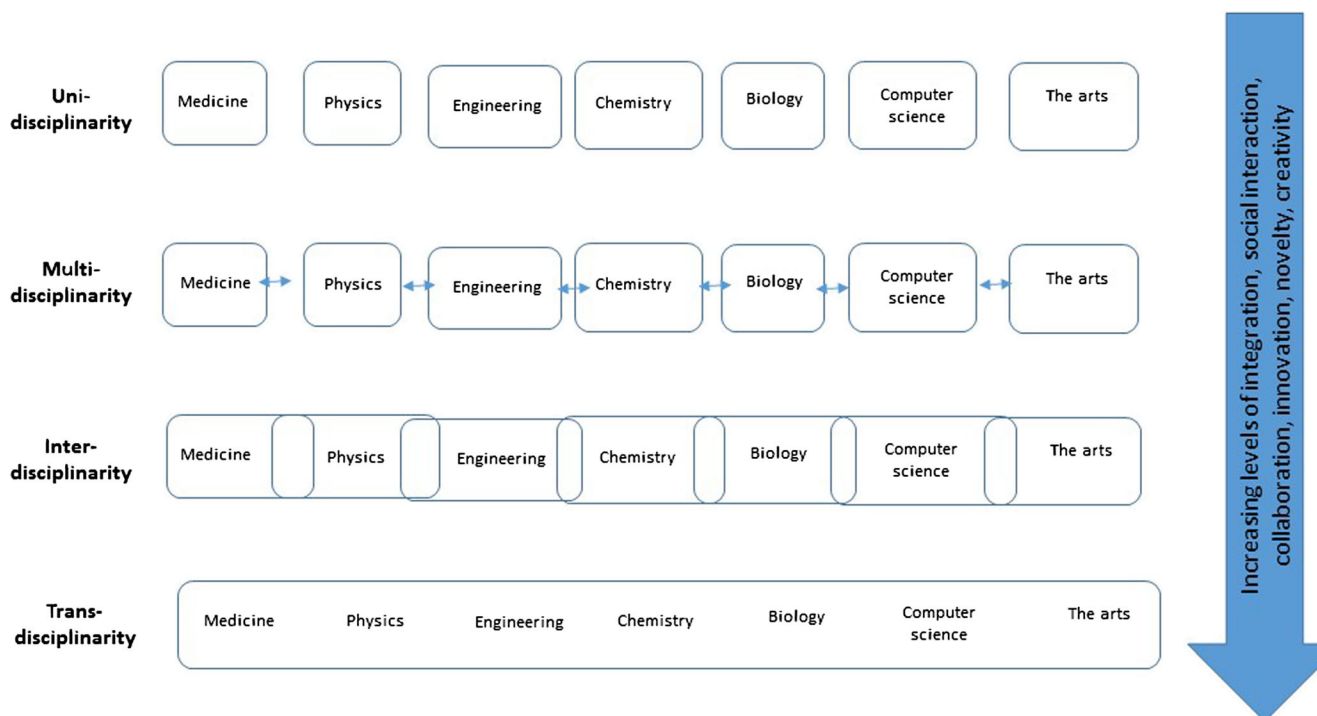 Uni-
disciplinarity
Medicine
Physics
Engineering
Chemistry
Biology
Computer
science
The arts
Multi-
disciplinarity
Medicine
Physics
Engineering
Chemistry
Biology
Computer
science
The arts
Inter-
disciplinarity
Medicine
Physics
Engineering
Chemistry
Biology
Computer
science
The arts
Trans-
disciplinarity
Medicine
Physics
Engineering
Chemistry
Biology
Computer
science
The arts
Increasing levels of integration, social interaction,
collaboration, innovation, novelty, creativity